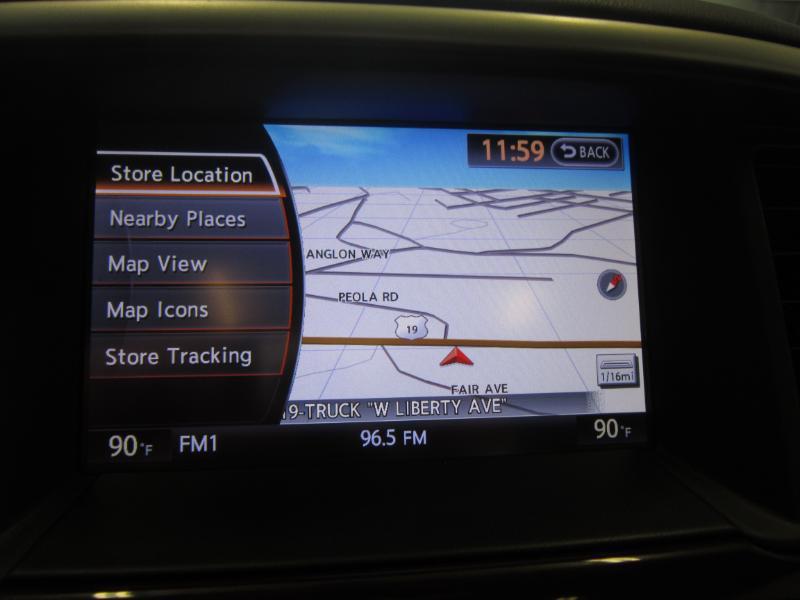 11:59 BACK
Store Location
Nearby Places
Map View
Map Icons
Store Tracking
ANGLON WAY
PEOLA RD
19
1/16mi
FAIR AVE
19-TRUCK "W LIBERTY AVE"
90°F FM1 96.5 FM 90°F